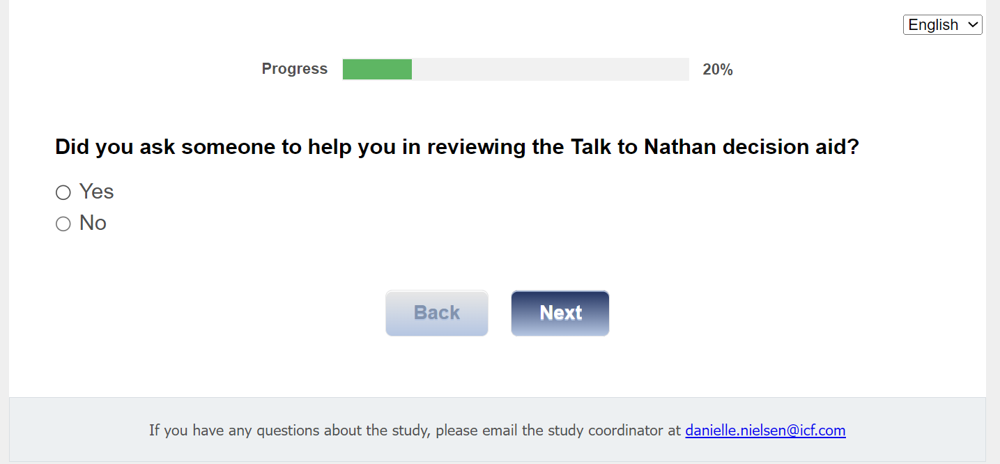 English
Progress 20%
Did you ask someone to help you in reviewing the Talk to Nathan decision aid?
Yes
No
Back Next
If you have any questions about the study, please email the study coordinator at danielle.nielsen@icf.com